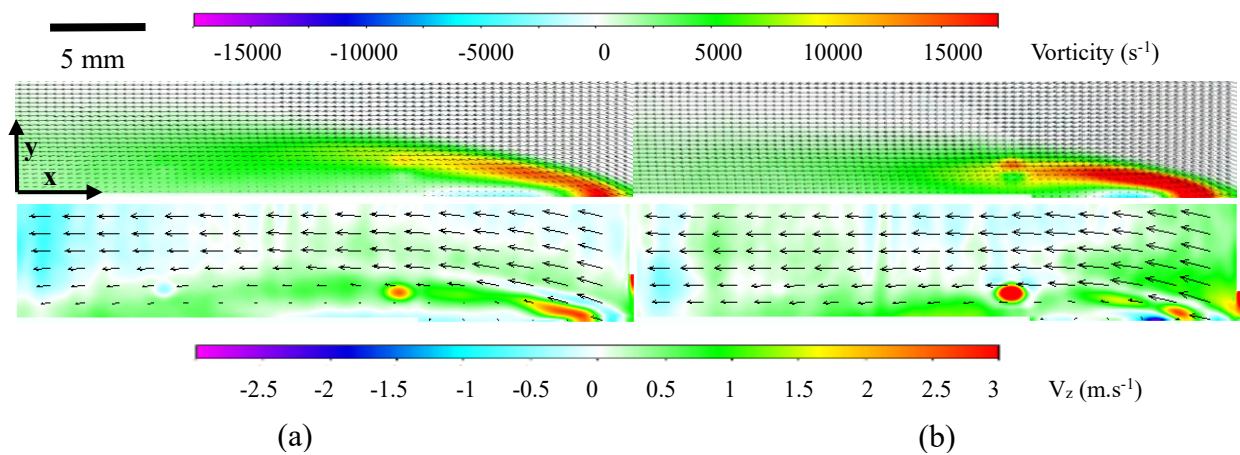 5 mm
-15000 -10000 -5000 0 5000 10000 15000 Vorticity (s⁻¹)
y
x
-2.5 -2 -1.5 -1 -0.5 0 0.5 1 1.5 2 2.5 3 V_z (m.s⁻¹)
(a) (b)